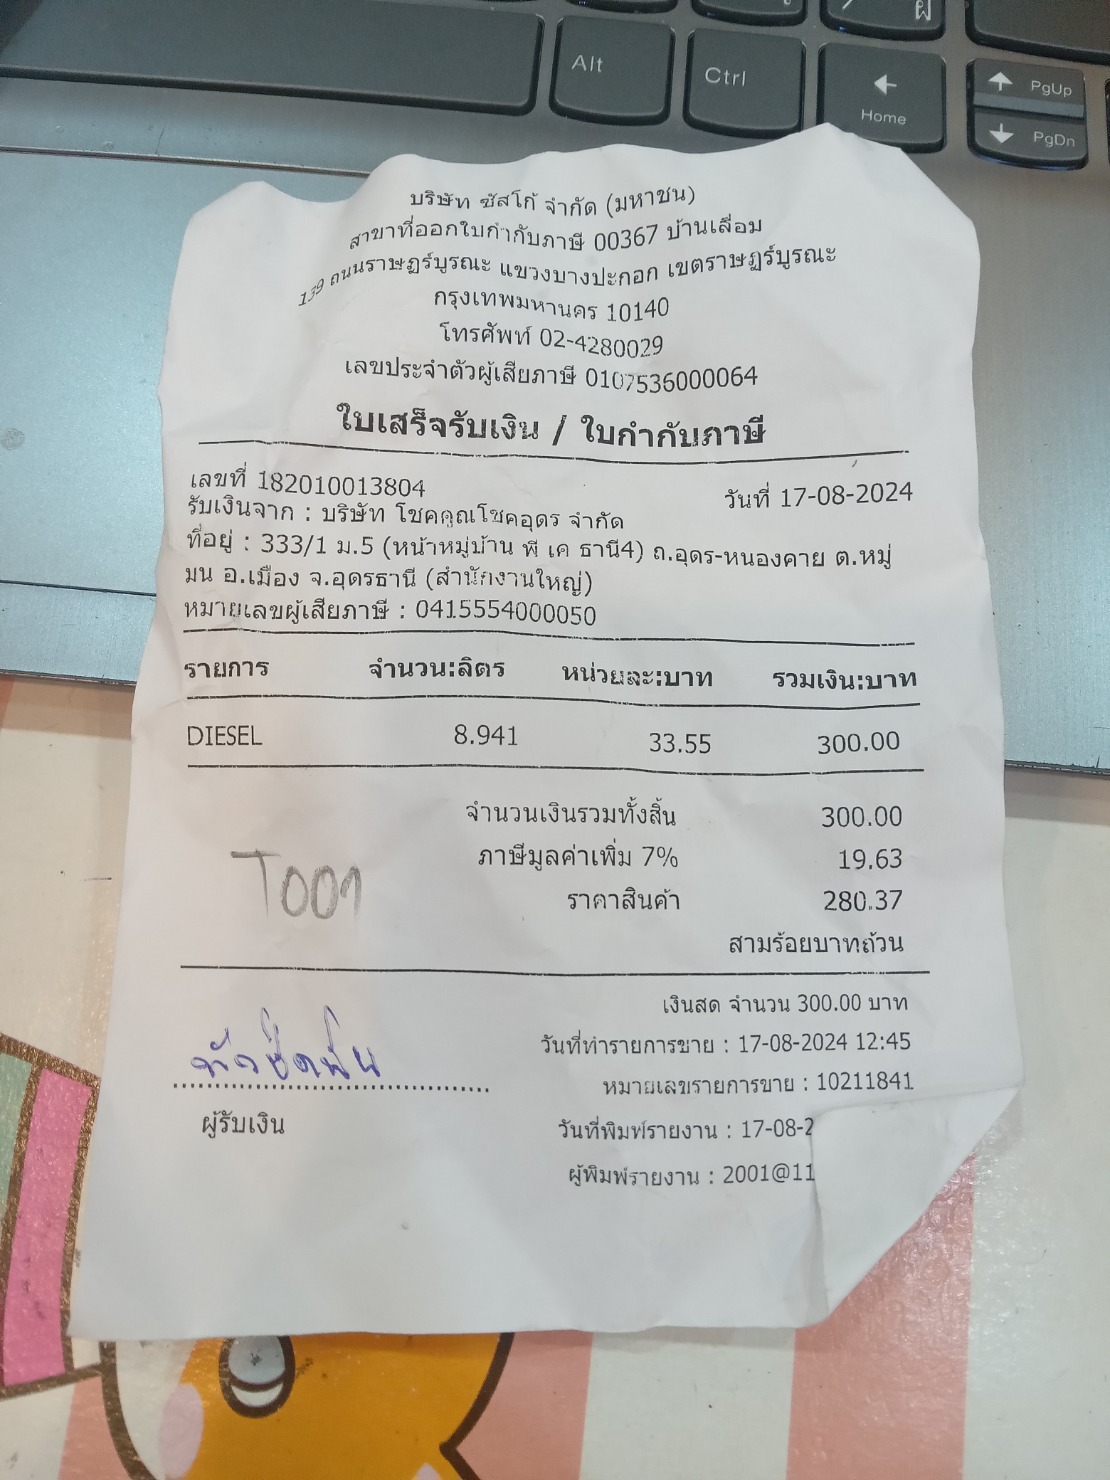 Alt
Ctrl
Home
PgUp
PgDn
บริษัท ซัสโก้ จำกัด (มหาชน)
สาขาที่ออกใบกำกับภาษี 00367 บ้านเลื่อม
139 ถนนราษฎร์บูรณะ แขวงบางปะกอก เขตราษฎร์บูรณะ
กรุงเทพมหานคร 10140
โทรศัพท์ 02-4280029
เลขประจำตัวผู้เสียภาษี 0107536000064
ใบเสร็จรับเงิน / ใบกำกับภาษี
เลขที่ 182010013804 วันที่ 17-08-2024
รับเงินจาก : บริษัท โชคคูณโชคอุดร จำกัด
ที่อยู่ : 333/1 ม.5 (หน้าหมู่บ้าน พี เค ธานี4) ถ.อุดร-หนองคาย ต.หมู่
มน อ.เมือง จ.อุดรธานี (สำนักงานใหญ่)
หมายเลขผู้เสียภาษี : 0415554000050
รายการ จำนวน:ลิตร หน่วยละ:บาท รวมเงิน:บาท
DIESEL 8.941 33.55 300.00
จำนวนเงินรวมทั้งสิ้น 300.00
ภาษีมูลค่าเพิ่ม 7% 19.63
T001
ราคาสินค้า 280.37
สามร้อยบาทถ้วน
เงินสด จำนวน 300.00 บาท
วันที่ทำรายการขาย : 17-08-2024 12:45
หมายเลขรายการขาย : 10211841
ผู้รับเงิน
วันที่พิมพ์รายงาน : 17-08-2
ผู้พิมพ์รายงาน : 2001@11